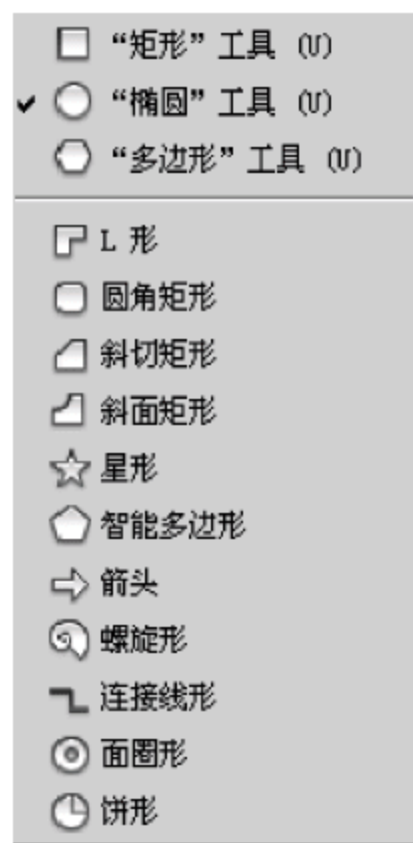 “矩形”工具 (U)
“椭圆”工具 (U)
“多边形”工具 (U)
L 形
圆角矩形
斜切矩形
斜面矩形
星形
智能多边形
箭头
螺旋形
连接线形
面圈形
饼形